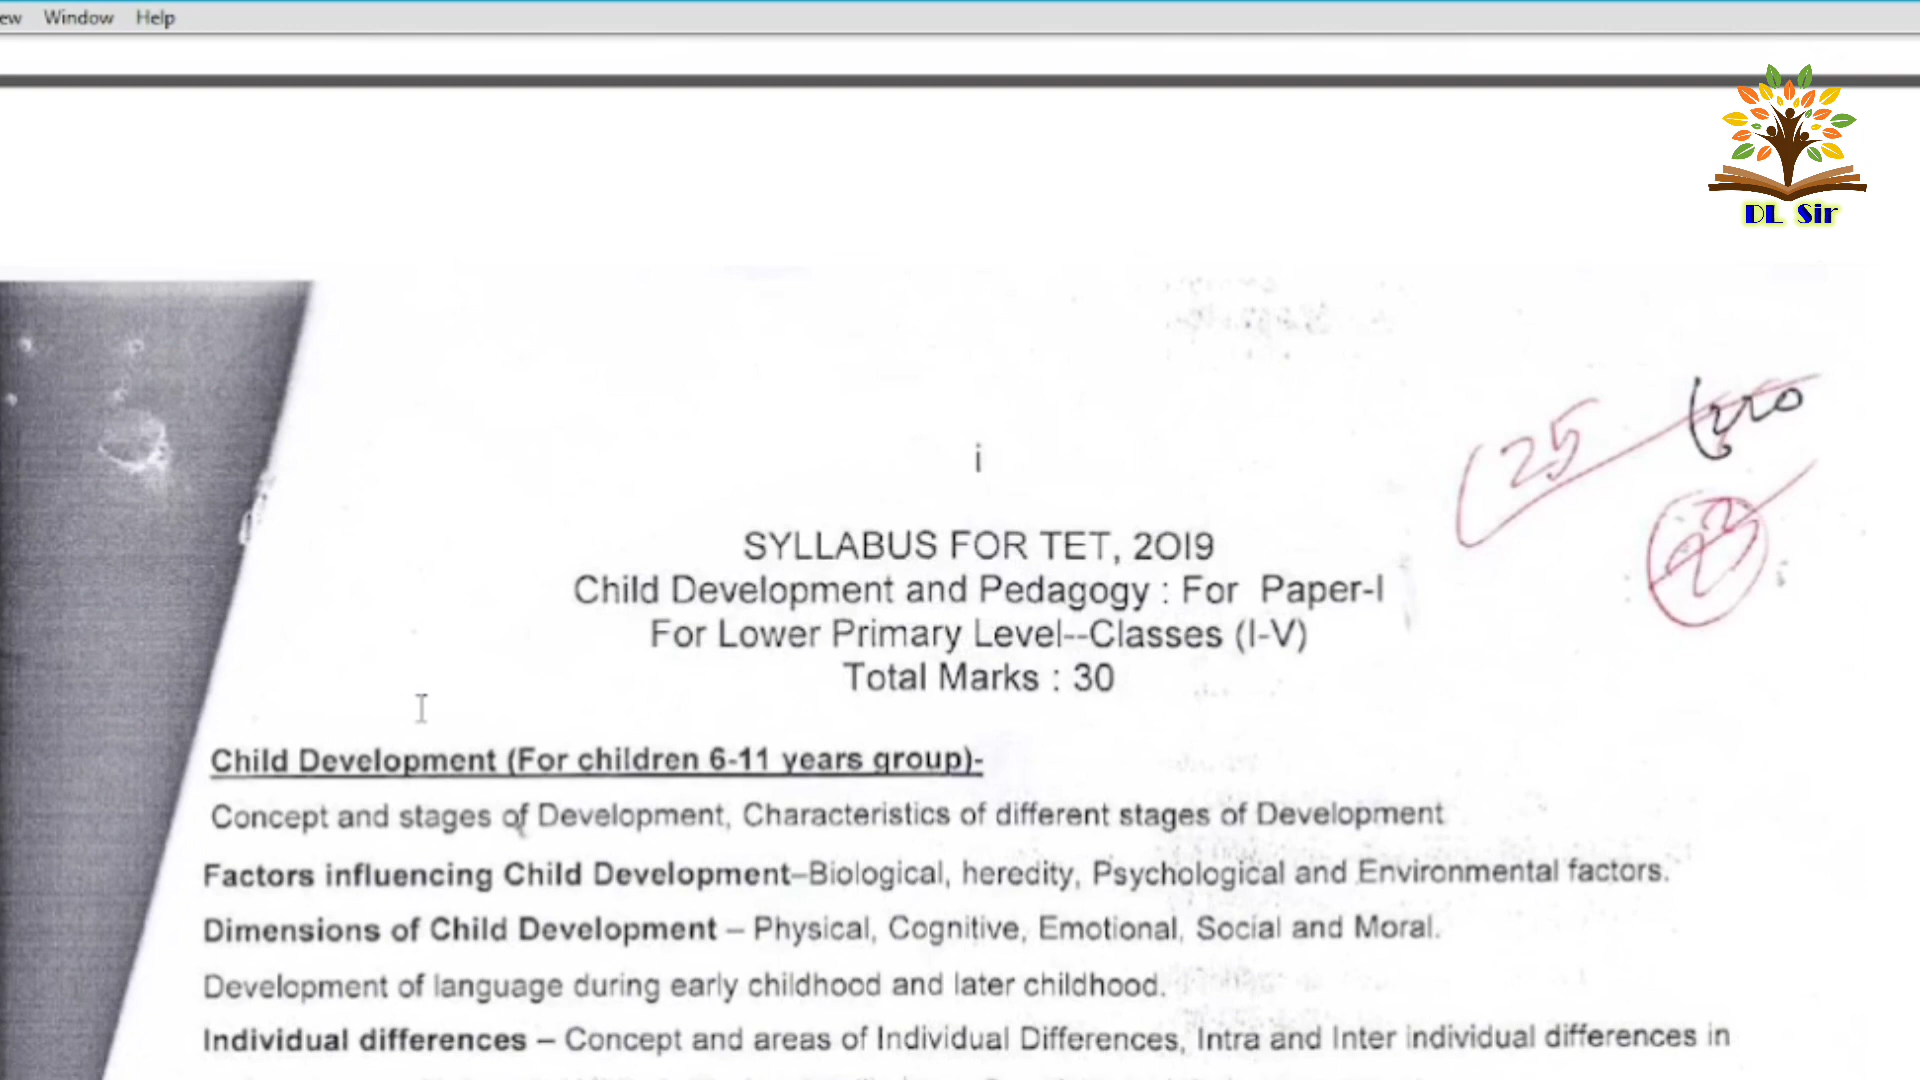 Window Help
DL Sir
i
SYLLABUS FOR TET, 2OI9
Child Development and Pedagogy : For Paper-I
For Lower Primary Level--Classes (I-V)
Total Marks : 30
Child Development (For children 6-11 years group)-
Concept and stages of Development, Characteristics of different stages of Development
Factors influencing Child Development–Biological, heredity, Psychological and Environmental factors.
Dimensions of Child Development – Physical, Cognitive, Emotional, Social and Moral.
Development of language during early childhood and later childhood.
Individual differences – Concept and areas of Individual Differences, Intra and Inter individual differences in